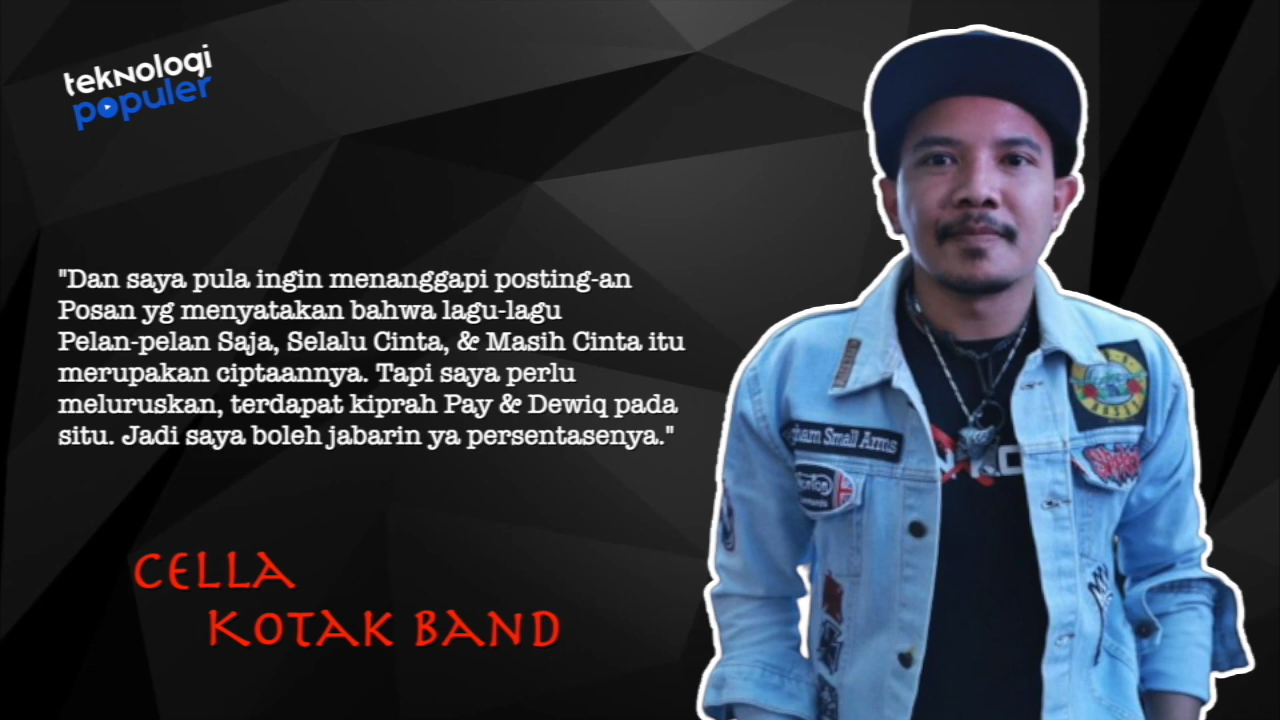 teknologi
populer
"Dan saya pula ingin menanggapi posting-an
Posan yg menyatakan bahwa lagu-lagu
Pelan-pelan Saja, Selalu Cinta, & Masih Cinta itu
merupakan ciptaannya. Tapi saya perlu
meluruskan, terdapat kiprah Pay & Dewiq pada
situ. Jadi saya boleh jabarin ya persentasenya."
CELLA
KOTAK BAND
Small Arms